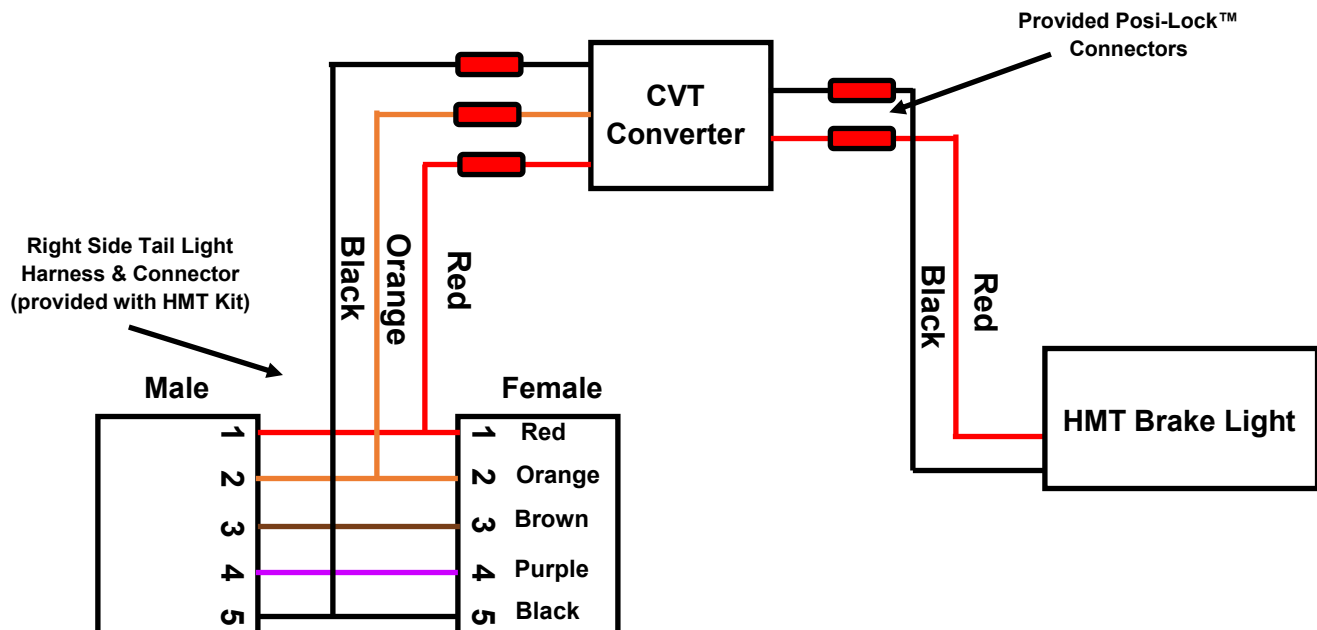 Provided Posi-Lock™
Connectors
CVT
Converter
Black
Orange
Red
Black
Red
Right Side Tail Light
Harness & Connector
(provided with HMT Kit)
Male
Female
HMT Brake Light
1
1 Red
2
2 Orange
3
3 Brown
4
4 Purple
5
5 Black